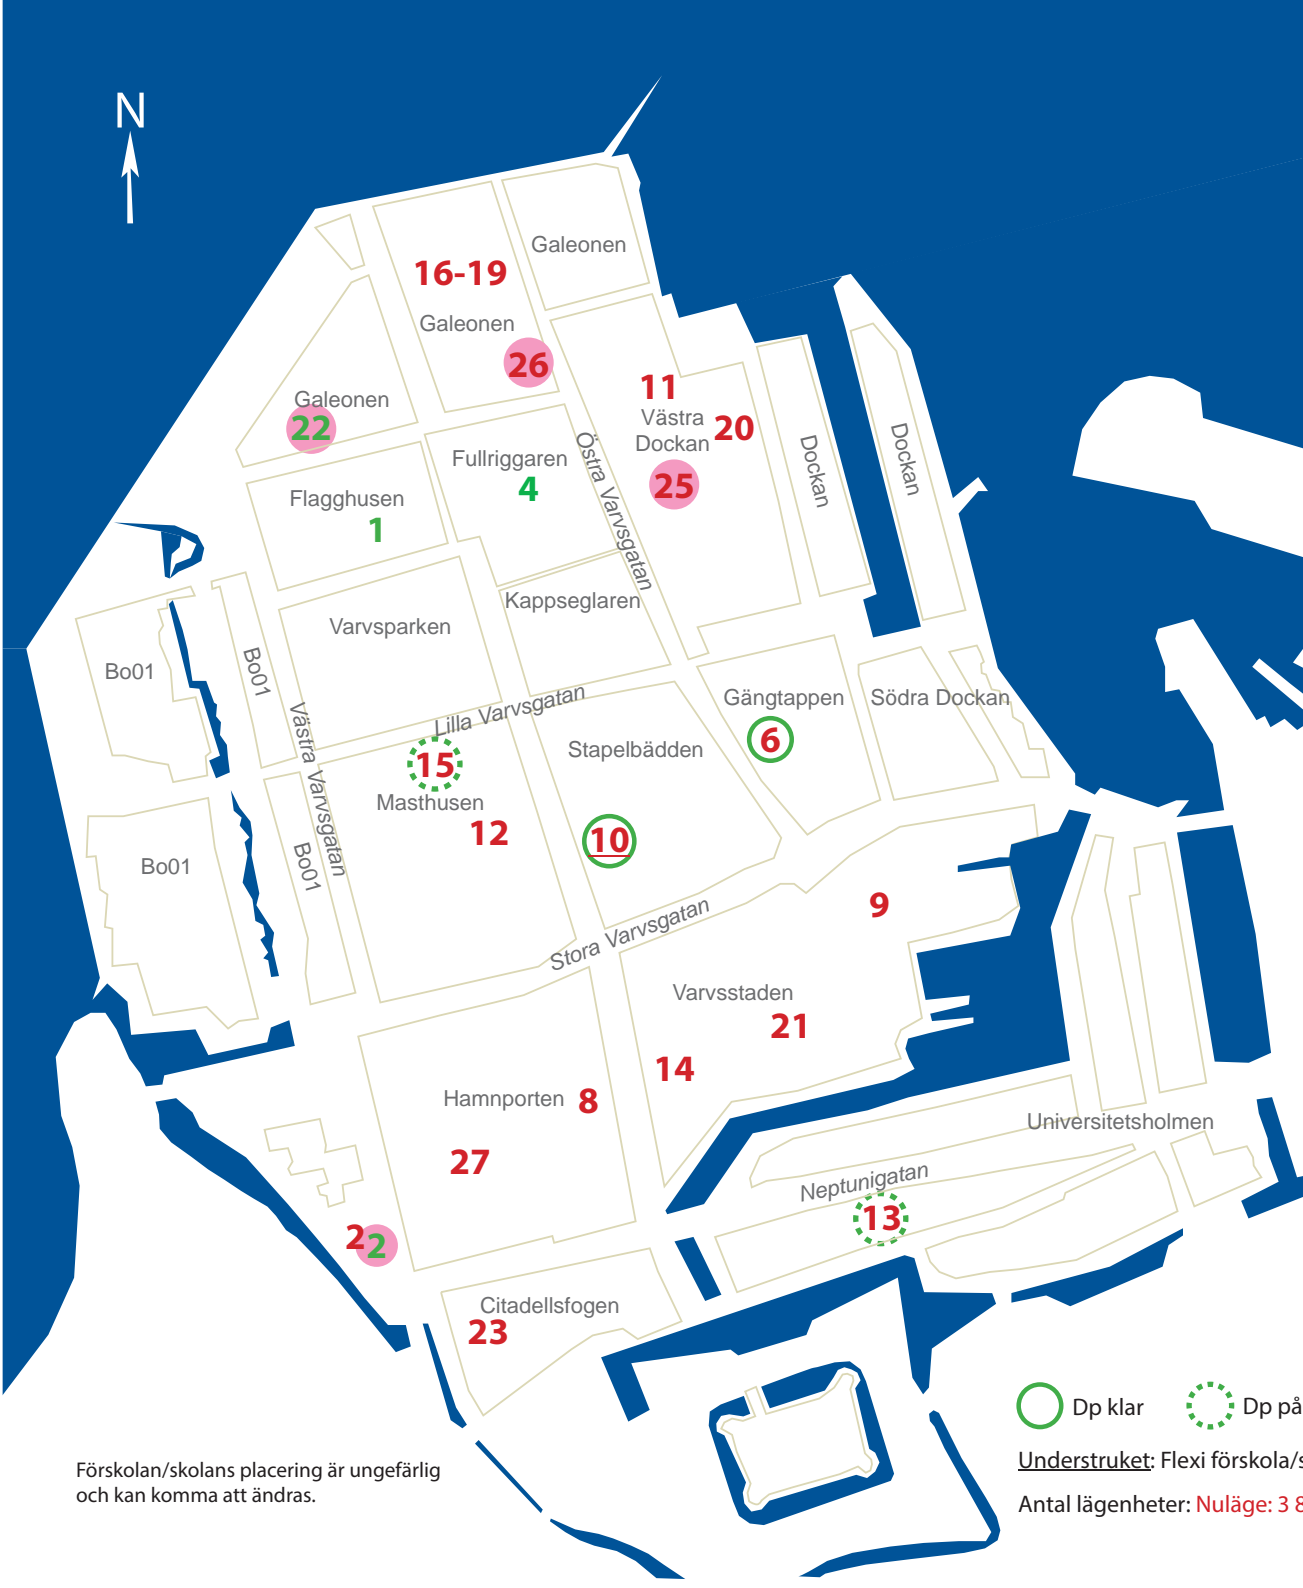 N
Galeonen
16-19
Galeonen
26
11
Galeonen
22
Västra
Dockan
20
25
Dockan
Dockan
Östra Varvsgatan
Fullriggaren
4
Flagghusen
1
Kappseglaren
Varvsparken
Bo01
Bo01
Västra Varvsgatan
Lilla Varvsgatan
Gängtappen
6
Södra Dockan
Stapelbädden
10
15
Masthusen
12
Bo01
Bo01
9
Stora Varvsgatan
Varvsstaden
21
14
Hamnporten
8
27
Universitetsholmen
Neptunigatan
13
22
Citadellsfogen
23
Dp klar
Dp på
Understruket: Flexi förskola/s
Antal lägenheter: Nuläge: 3 8
Förskolan/skolans placering är ungefärlig
och kan komma att ändras.